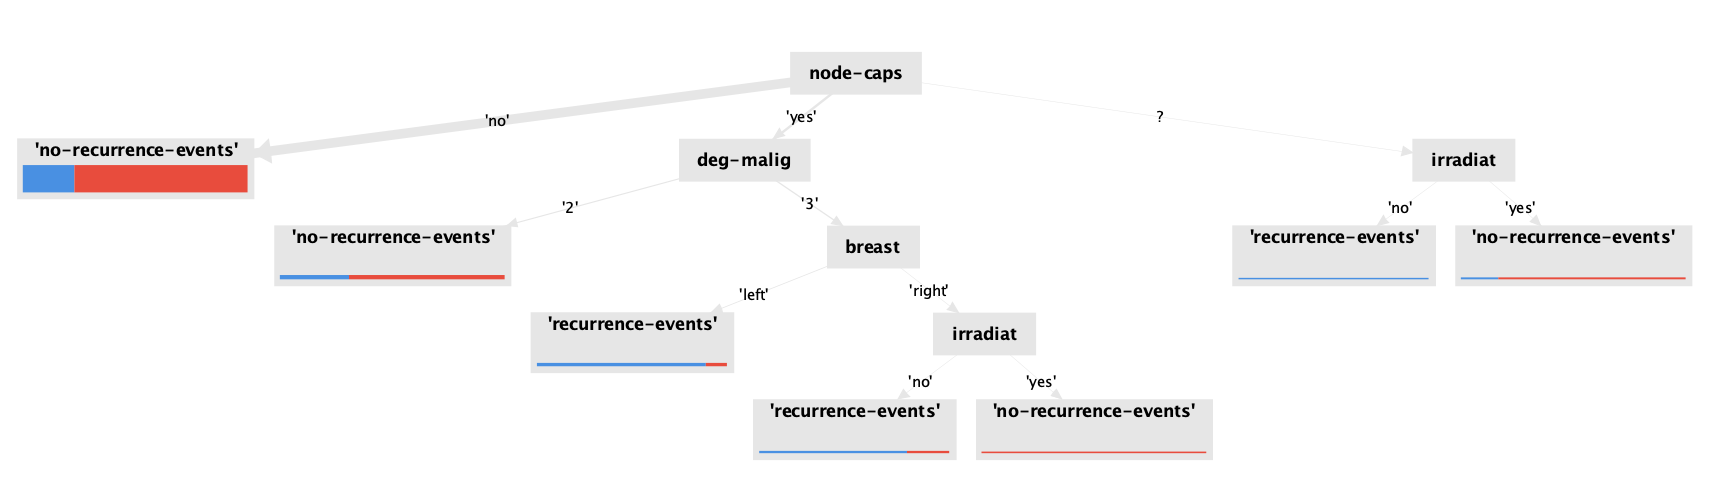 node-caps
'no'
'yes'
?
'no-recurrence-events'
deg-malig
irradiat
'2'
'3'
'no'
'yes'
'no-recurrence-events'
breast
'recurrence-events'
'no-recurrence-events'
'left'
'right'
'recurrence-events'
irradiat
'no'
'yes'
'recurrence-events'
'no-recurrence-events'